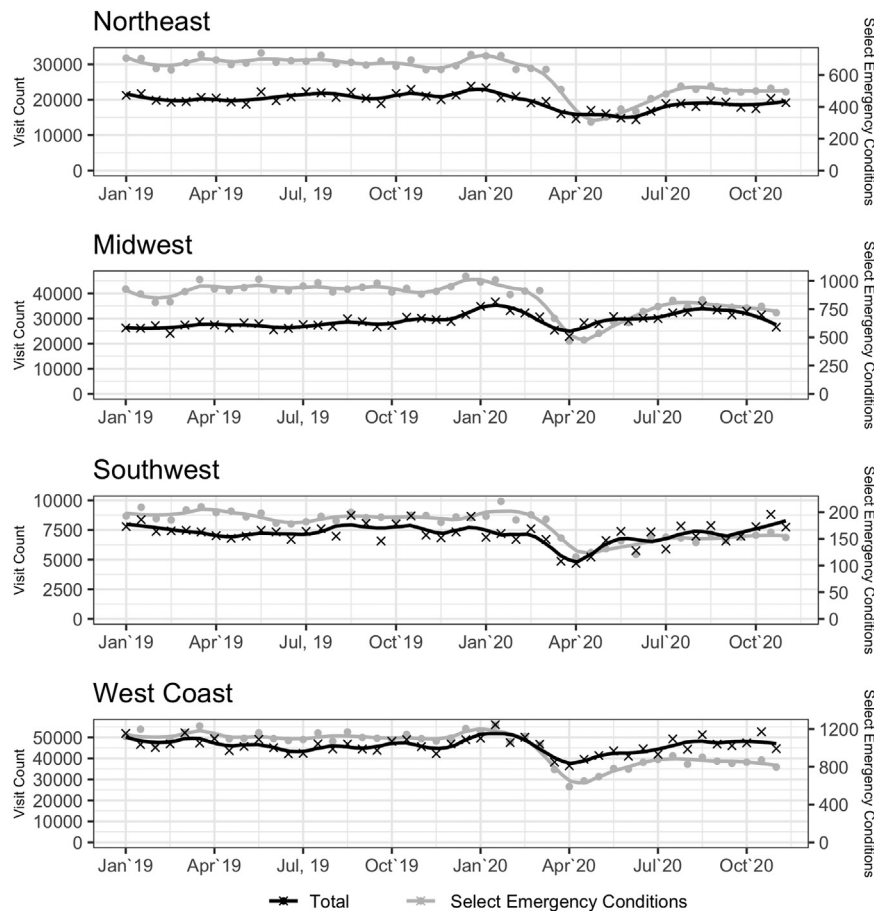 Northeast
Visit Count
30000
20000
10000
0
600
400
200
0
Select Emergency Conditions
Jan`19 Apr`19 Jul, 19 Oct`19 Jan`20 Apr`20 Jul`20 Oct`20
Midwest
Visit Count
40000
30000
20000
10000
0
1000
750
500
250
0
Select Emergency Conditions
Jan`19 Apr`19 Jul, 19 Oct`19 Jan`20 Apr`20 Jul`20 Oct`20
Southwest
Visit Count
10000
7500
5000
2500
0
200
150
100
50
0
Select Emergency Conditions
Jan`19 Apr`19 Jul, 19 Oct`19 Jan`20 Apr`20 Jul`20 Oct`20
West Coast
Visit Count
50000
40000
30000
20000
10000
0
1200
800
400
0
Select Emergency Conditions
Jan`19 Apr`19 Jul, 19 Oct`19 Jan`20 Apr`20 Jul`20 Oct`20
Total Select Emergency Conditions